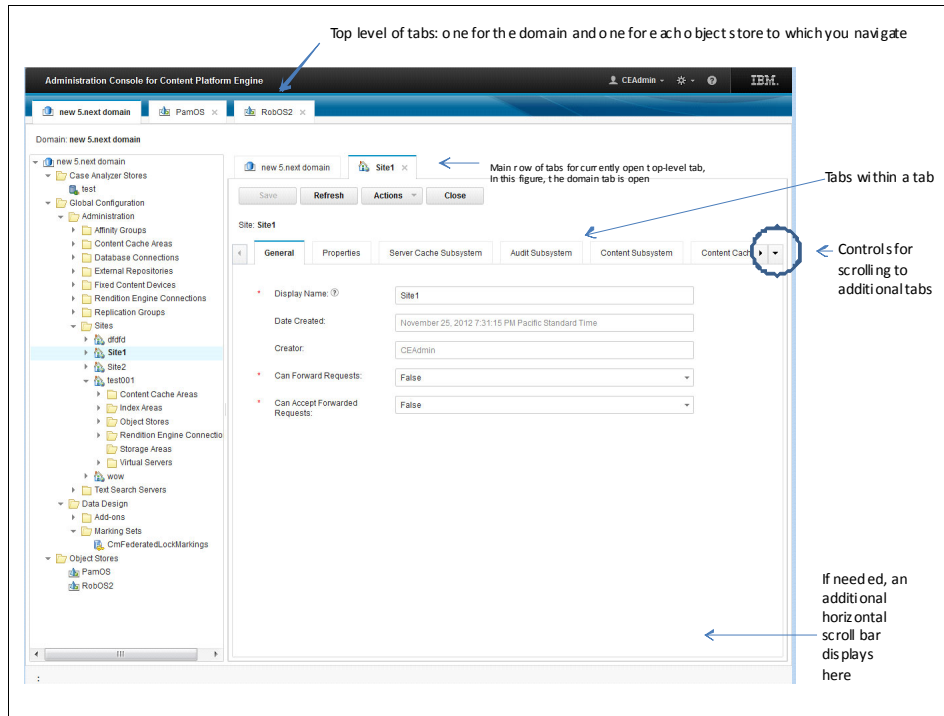 Top level of tabs: one for the domain and one for each object store to which you navigate
Administration Console for Content Platform Engine
CEAdmin
IBM.
new 5.next domain
PamOS
RobOS2
Domain: new 5.next domain
new 5.next domain
Case Analyzer Stores
test
Global Configuration
Administration
Affinity Groups
Content Cache Areas
Database Connections
External Repositories
Fixed Content Devices
Rendition Engine Connections
Replication Groups
Sites
dfdfd
Site1
Site2
test001
Content Cache Areas
Index Areas
Object Stores
Rendition Engine Connectio
Storage Areas
Virtual Servers
wow
Text Search Servers
Data Design
Add-ons
Marking Sets
CmFederatedLockMarkings
Object Stores
PamOS
RobOS2
new 5.next domain
Site1
Main row of tabs for currently open top-level tab,
In this figure, the domain tab is open
Save
Refresh
Actions
Close
Tabs within a tab
Site: Site1
General
Properties
Server Cache Subsystem
Audit Subsystem
Content Subsystem
Content Cach
Controls for
scrolling to
additional tabs
* Display Name: ?
Site1
Date Created:
November 25, 2012 7:31:15 PM Pacific Standard Time
Creator:
CEAdmin
* Can Forward Requests:
False
* Can Accept Forwarded
Requests:
False
If needed, an
additional
horizontal
scroll bar
displays
here
: